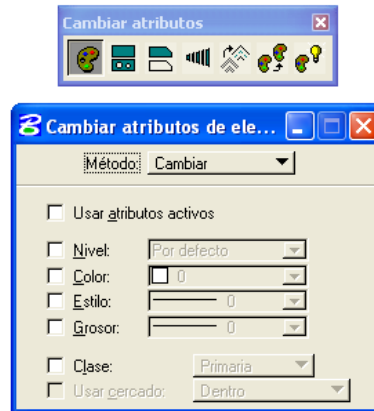 Cambiar atributos
Cambiar atributos de ele...
Método: Cambiar
Usar atributos activos
Nivel: Por defecto
Color: 0
Estilo: 0
Grosor: 0
Clase: Primaria
Usar cercado: Dentro